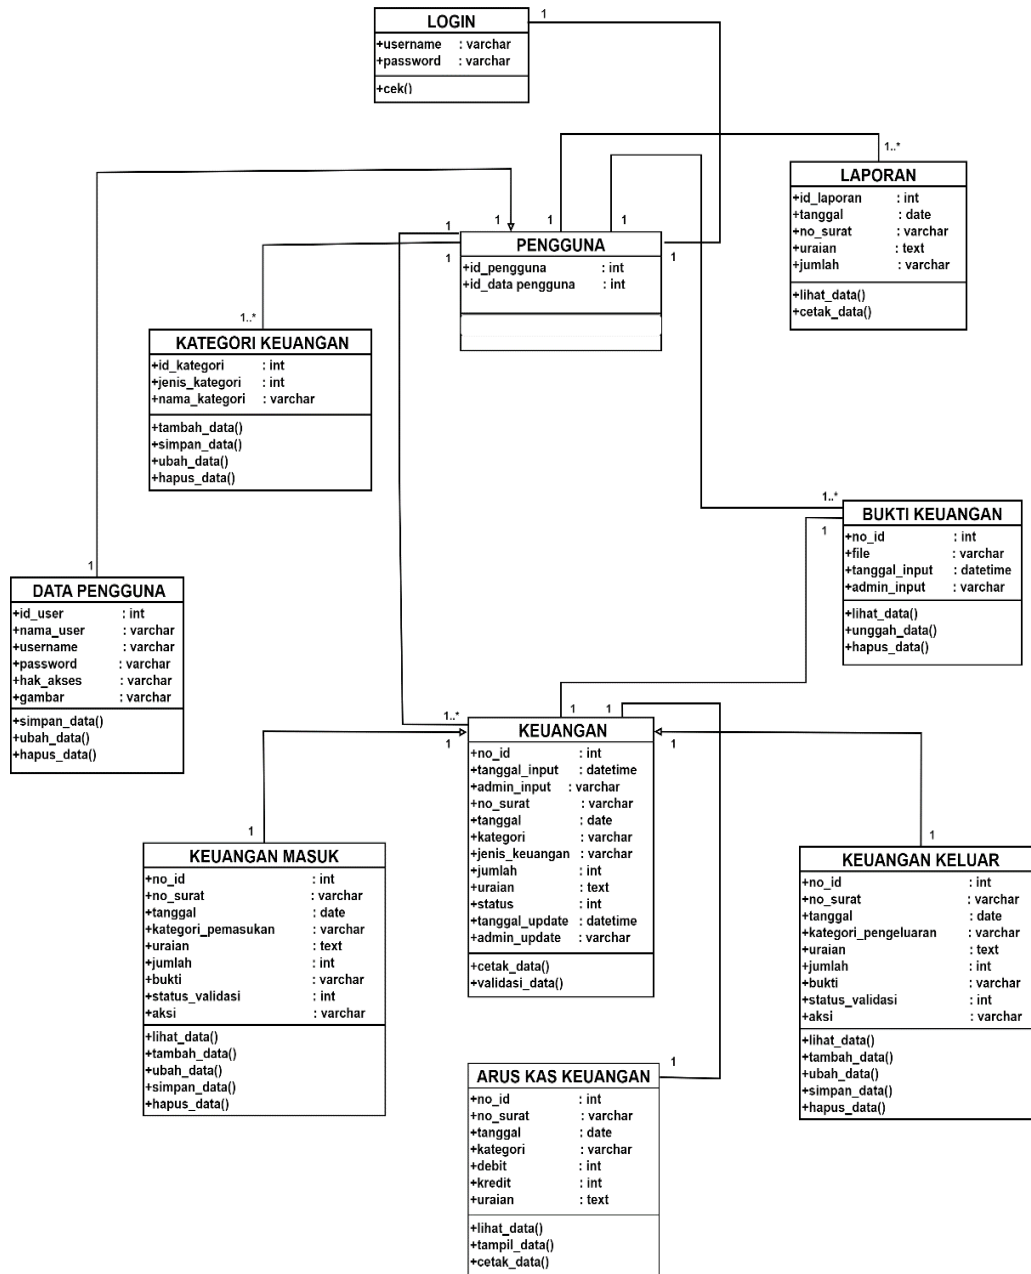 LOGIN
+username : varchar
+password : varchar
+cek()
1
1
1..*
LAPORAN
+id_laporan : int
+tanggal : date
+no_surat : varchar
+uraian : text
+jumlah : varchar
+lihat_data()
+cetak_data()
1
1
1
1
1
PENGGUNA
+id_pengguna : int
+id_data pengguna : int
1..*
KATEGORI KEUANGAN
+id_kategori : int
+jenis_kategori : int
+nama_kategori : varchar
+tambah_data()
+simpan_data()
+ubah_data()
+hapus_data()
1..*
1
BUKTI KEUANGAN
+no_id : int
+file : varchar
+tanggal_input : datetime
+admin_input : varchar
+lihat_data()
+unggah_data()
+hapus_data()
1
DATA PENGGUNA
+id_user : int
+nama_user : varchar
+username : varchar
+password : varchar
+hak_akses : varchar
+gambar : varchar
+simpan_data()
+ubah_data()
+hapus_data()
1..*
1
1
1
1
KEUANGAN
+no_id : int
+tanggal_input : datetime
+admin_input : varchar
+no_surat : varchar
+tanggal : date
+kategori : varchar
+jenis_keuangan : varchar
+jumlah : int
+uraian : text
+status : int
+tanggal_update : datetime
+admin_update : varchar
+cetak_data()
+validasi_data()
1
KEUANGAN MASUK
+no_id : int
+no_surat : varchar
+tanggal : date
+kategori_pemasukan : varchar
+uraian : text
+jumlah : int
+bukti : varchar
+status_validasi : int
+aksi : varchar
+lihat_data()
+tambah_data()
+ubah_data()
+simpan_data()
+hapus_data()
1
KEUANGAN KELUAR
+no_id : int
+no_surat : varchar
+tanggal : date
+kategori_pengeluaran : varchar
+uraian : text
+jumlah : int
+bukti : varchar
+status_validasi : int
+aksi : varchar
+lihat_data()
+tambah_data()
+ubah_data()
+simpan_data()
+hapus_data()
1
ARUS KAS KEUANGAN
+no_id : int
+no_surat : varchar
+tanggal : date
+kategori : varchar
+debit : int
+kredit : int
+uraian : text
+lihat_data()
+tampil_data()
+cetak_data()